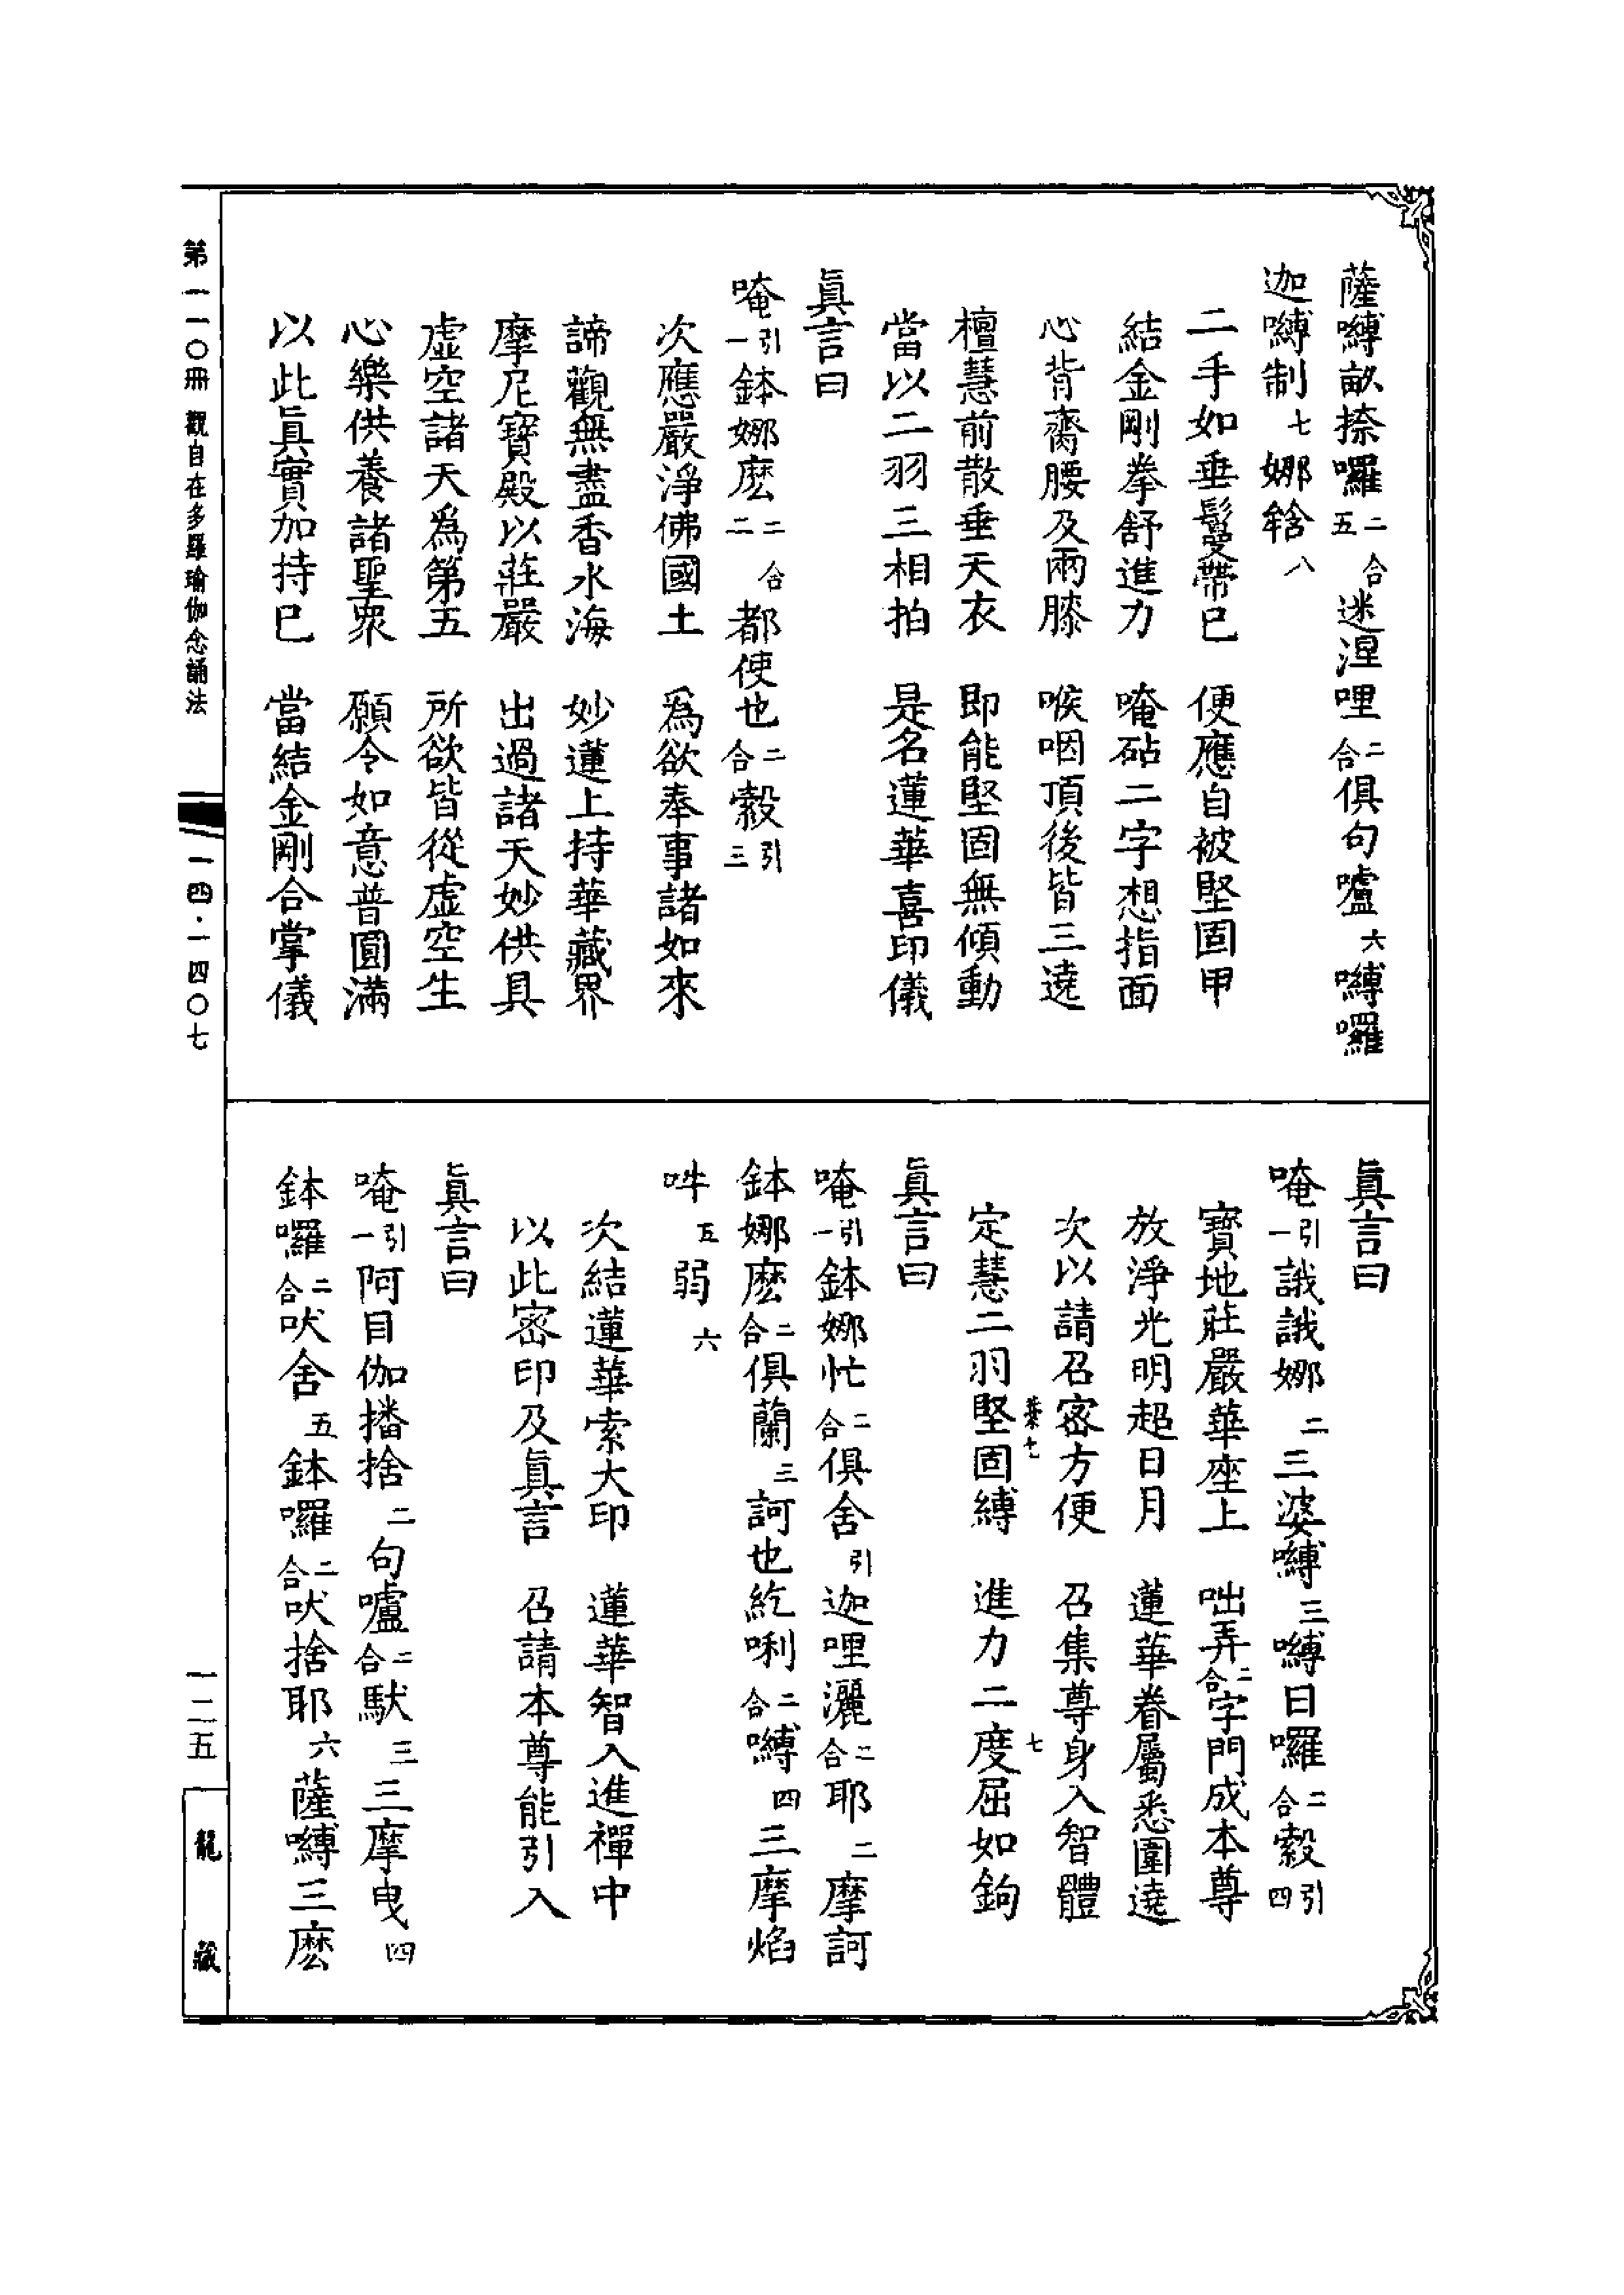 薩嚩畝捺囉二合五迷涅哩二合俱句嚧六嚩囉
迦嚩制七娜𤚥八
二手如垂鬘帶已　便應自被堅固甲
結金剛拳舒進力　唵砧二字想指面
心背齋腰及兩膝　喉咽頂後皆三遶
檀慧前散垂天衣　即能堅固無傾動
當以二羽三相拍　是名蓮華喜印儀
眞言曰
唵引一鉢娜麽二合二都使也二合穀引三
次應嚴淨佛國土　爲欲奉事諸如來
諦觀無盡香水海　妙蓮上持華藏界
摩尼寶殿以莊嚴　出過諸天妙供具
虛空諸天爲第五　所欲皆從虛空生
心樂供養諸聖衆　願令如意普圓滿
以此眞實加持已　當結金剛合掌儀
眞言曰
唵引一誐誐娜二三婆嚩三嚩日囉二合穀引四
寶地莊嚴華座上　咄弄二合字門成本尊
放淨光明超日月　蓮華眷屬悉圍遶
次以請召密方便　召集尊身入智體
葉七　七
定慧二羽堅固縛　進力二度屈如鉤
眞言曰
唵引一鉢娜忙二合俱舍引迦哩灑二合耶二摩訶
鉢娜麽二合俱蘭三訶也紇唎二合嚩四三摩焰
吽五弱六
次結蓮華索大印　蓮華智入進禪中
以此密印及眞言　召請本尊能引入
眞言曰
唵引一阿目伽播捨二句嚧二合馱三三摩曳四
鉢囉二合吠舍五鉢囉二合吠捨耶六薩嚩三麽
第一一〇冊　觀自在多羅瑜伽念誦法
一四·一四〇七
一二五
龍藏